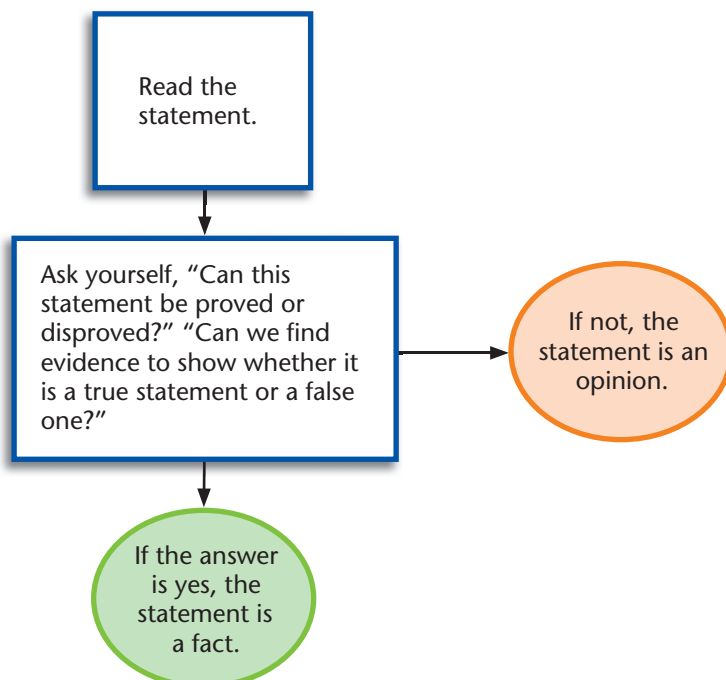 Read the
statement.
Ask yourself, “Can this
statement be proved or
disproved?” “Can we find
evidence to show whether it
is a true statement or a false
one?”
If not, the
statement is an
opinion.
If the answer
is yes, the
statement is
a fact.